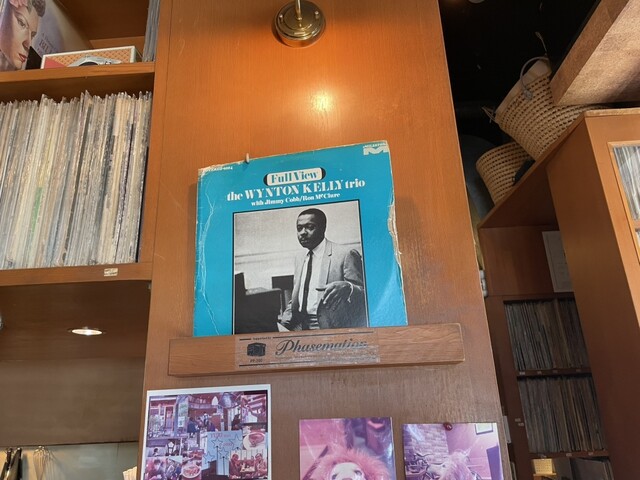 Full View
the WYNTON KELLY trio
with Jimmy Cobb/Ron McClure
Phasemation